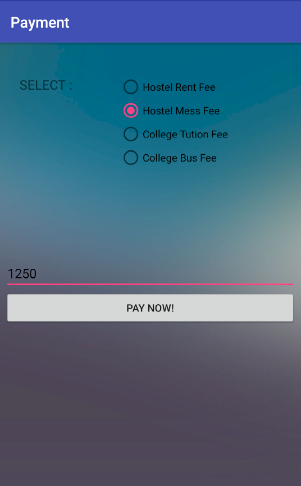 Payment
SELECT :
Hostel Rent Fee
Hostel Mess Fee
College Tution Fee
College Bus Fee
1250
PAY NOW!